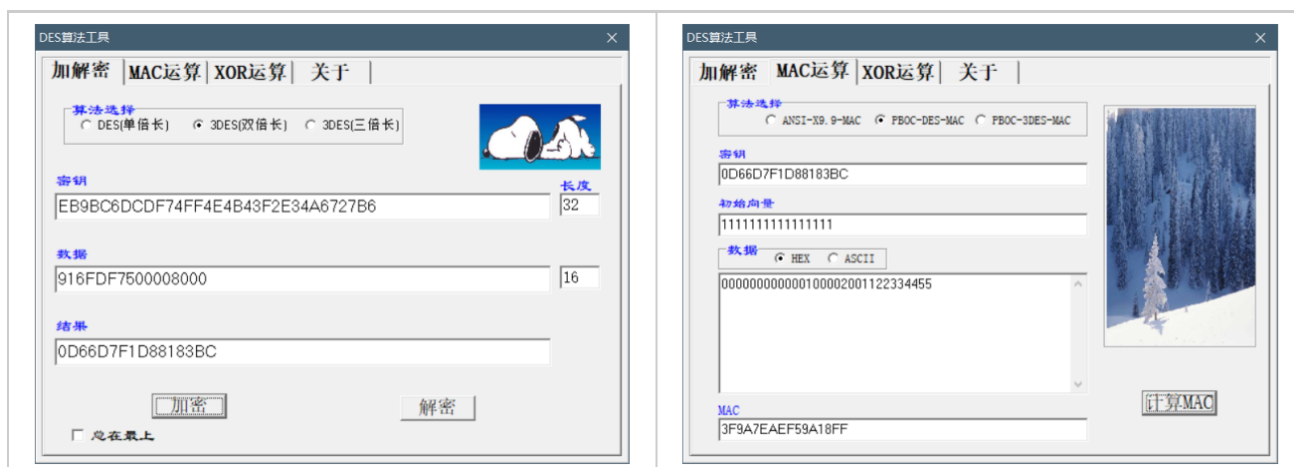 DES算法工具
加解密 MAC运算 XOR运算 关于
算法选择
DES(单倍长) 3DES(双倍长) 3DES(三倍长)
密钥 长度
EB9BC6DCDF74FF4E4B43F2E34A6727B6 32
数据
916FDF7500008000 16
结果
0D66D7F1D88183BC
加密 解密
总在最上
DES算法工具
加解密 MAC运算 XOR运算 关于
算法选择
ANSI-X9.9-MAC PBOC-DES-MAC PBOC-3DES-MAC
密钥
0D66D7F1D88183BC
初始向量
1111111111111111
数据 HEX ASCII
0000000000000100002001122334455
MAC 计算MAC
3F9A7EAEF59A18FF